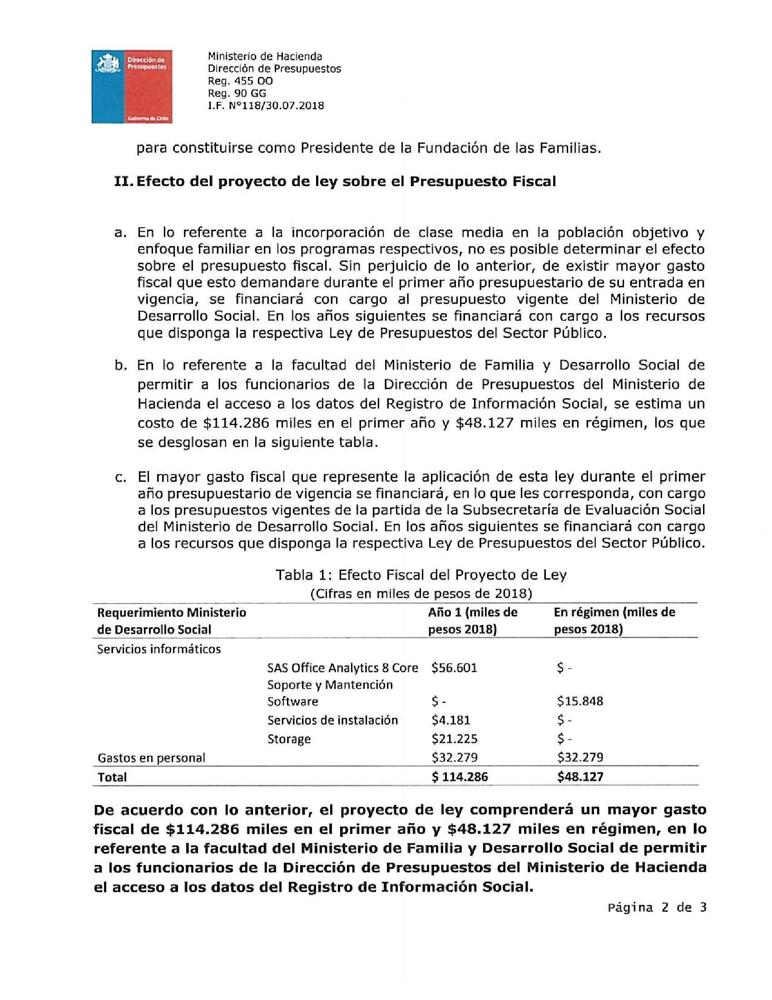 Dirección de
Presupuestos
Gobierno de Chile
Ministerio de Hacienda
Dirección de Presupuestos
Reg. 455 OO
Reg. 90 GG
I.F. N°118/30.07.2018
para constituirse como Presidente de la Fundación de las Familias.
II. Efecto del proyecto de ley sobre el Presupuesto Fiscal
a. En lo referente a la incorporación de clase media en la población objetivo y
enfoque familiar en los programas respectivos, no es posible determinar el efecto
sobre el presupuesto fiscal. Sin perjuicio de lo anterior, de existir mayor gasto
fiscal que esto demandare durante el primer año presupuestario de su entrada en
vigencia, se financiará con cargo al presupuesto vigente del Ministerio de
Desarrollo Social. En los años siguientes se financiará con cargo a los recursos
que disponga la respectiva Ley de Presupuestos del Sector Público.
b. En lo referente a la facultad del Ministerio de Familia y Desarrollo Social de
permitir a los funcionarios de la Dirección de Presupuestos del Ministerio de
Hacienda el acceso a los datos del Registro de Información Social, se estima un
costo de $114.286 miles en el primer año y $48.127 miles en régimen, los que
se desglosan en la siguiente tabla.
c. El mayor gasto fiscal que represente la aplicación de esta ley durante el primer
año presupuestario de vigencia se financiará, en lo que les corresponda, con cargo
a los presupuestos vigentes de la partida de la Subsecretaría de Evaluación Social
del Ministerio de Desarrollo Social. En los años siguientes se financiará con cargo
a los recursos que disponga la respectiva Ley de Presupuestos del Sector Público.
Tabla 1: Efecto Fiscal del Proyecto de Ley
(Cifras en miles de pesos de 2018)
Requerimiento Ministerio Año 1 (miles de En régimen (miles de
de Desarrollo Social pesos 2018) pesos 2018)
Servicios informáticos
SAS Office Analytics 8 Core $56.601 $ -
Soporte y Mantención
Software $ - $15.848
Servicios de instalación $4.181 $ -
Storage $21.225 $ -
Gastos en personal $32.279 $32.279
Total $ 114.286 $48.127
De acuerdo con lo anterior, el proyecto de ley comprenderá un mayor gasto
fiscal de $114.286 miles en el primer año y $48.127 miles en régimen, en lo
referente a la facultad del Ministerio de Familia y Desarrollo Social de permitir
a los funcionarios de la Dirección de Presupuestos del Ministerio de Hacienda
el acceso a los datos del Registro de Información Social.
Página 2 de 3